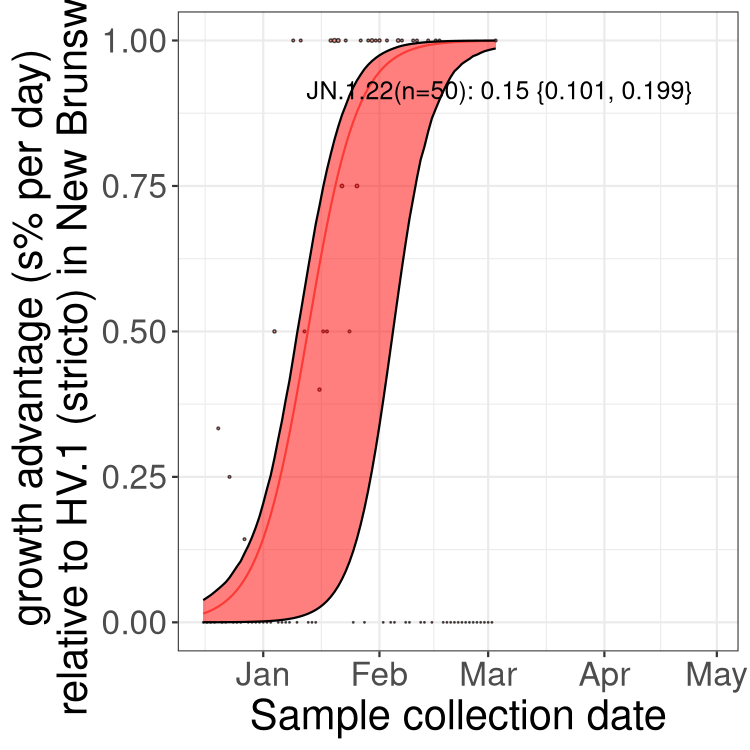 growth advantage (s% per day)
relative to HV.1 (stricto) in New Brunsw
1.00
0.75
0.50
0.25
0.00
JN.1.22(n=50): 0.15 {0.101, 0.199}
Jan Feb Mar Apr May
Sample collection date